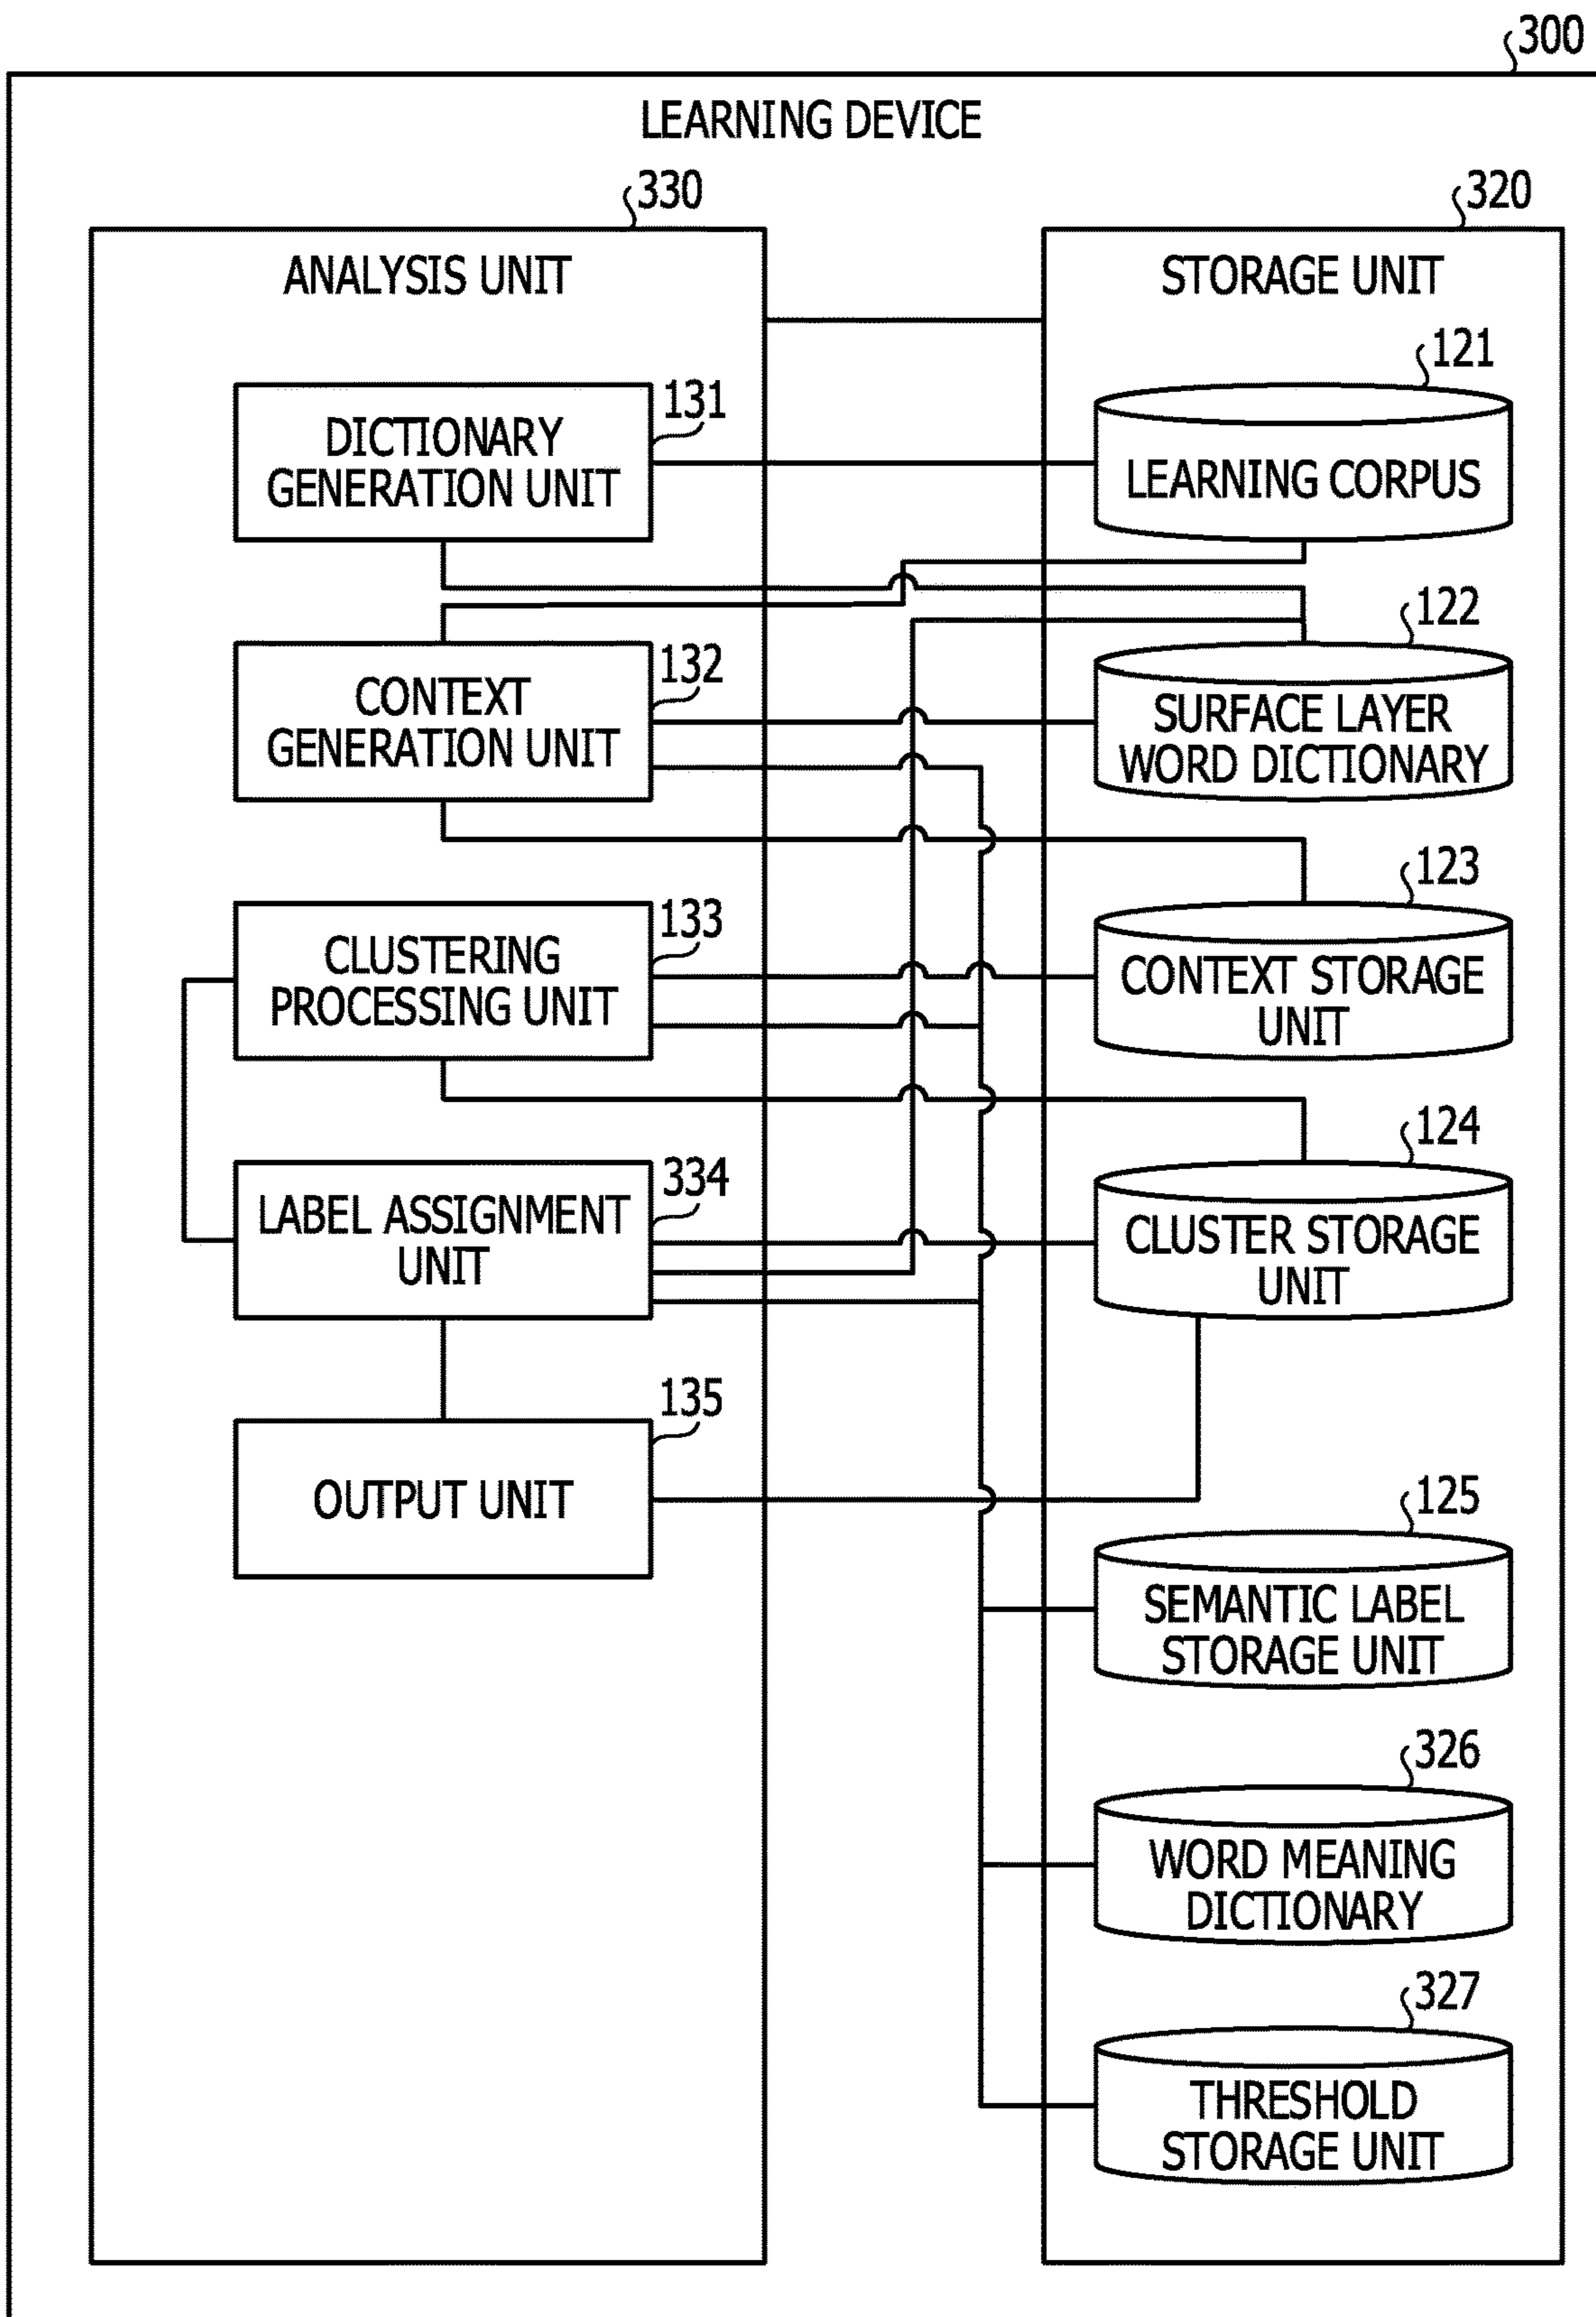 300
LEARNING DEVICE
330
ANALYSIS UNIT
131
DICTIONARY
GENERATION UNIT
132
CONTEXT
GENERATION UNIT
133
CLUSTERING
PROCESSING UNIT
334
LABEL ASSIGNMENT
UNIT
135
OUTPUT UNIT
320
STORAGE UNIT
121
LEARNING CORPUS
122
SURFACE LAYER
WORD DICTIONARY
123
CONTEXT STORAGE
UNIT
124
CLUSTER STORAGE
UNIT
125
SEMANTIC LABEL
STORAGE UNIT
326
WORD MEANING
DICTIONARY
327
THRESHOLD
STORAGE UNIT